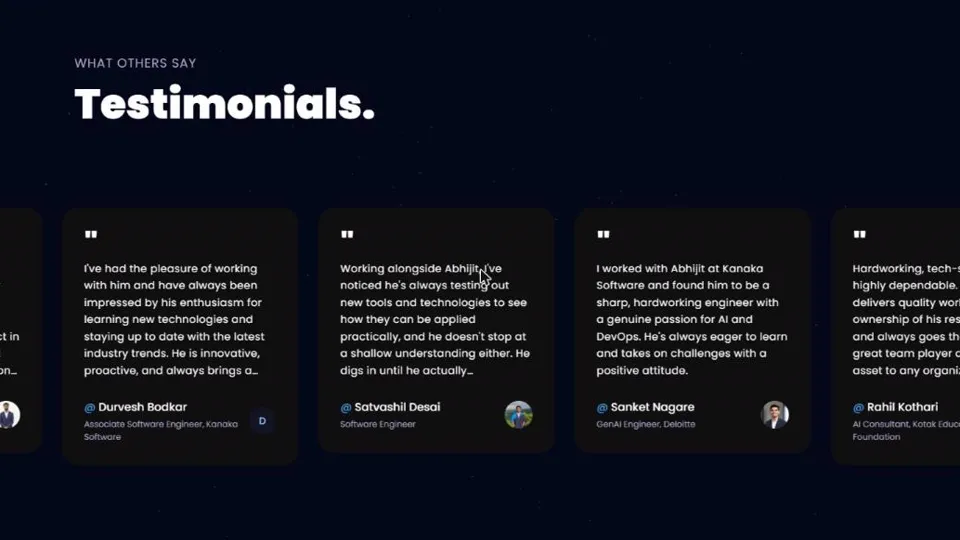 WHAT OTHERS SAY
Testimonials.
ct in
on...
"
I've had the pleasure of working
with him and have always been
impressed by his enthusiasm for
learning new technologies and
staying up to date with the latest
industry trends. He is innovative,
proactive, and always brings a...
@ Durvesh Bodkar
Associate Software Engineer, Kanaka
Software
D
"
Working alongside Abhijit, I've
noticed he's always testing out
new tools and technologies to see
how they can be applied
practically, and he doesn't stop at
a shallow understanding either. He
digs in until he actually...
@ Satvashil Desai
Software Engineer
"
I worked with Abhijit at Kanaka
Software and found him to be a
sharp, hardworking engineer with
a genuine passion for AI and
DevOps. He's always eager to learn
and takes on challenges with a
positive attitude.
@ Sanket Nagare
GenAI Engineer, Deloitte
"
Hardworking, tech-s
highly dependable.
delivers quality wor
ownership of his res
and always goes th
great team player
asset to any organi
@ Rahil Kothari
AI Consultant, Kotak Educ
Foundation